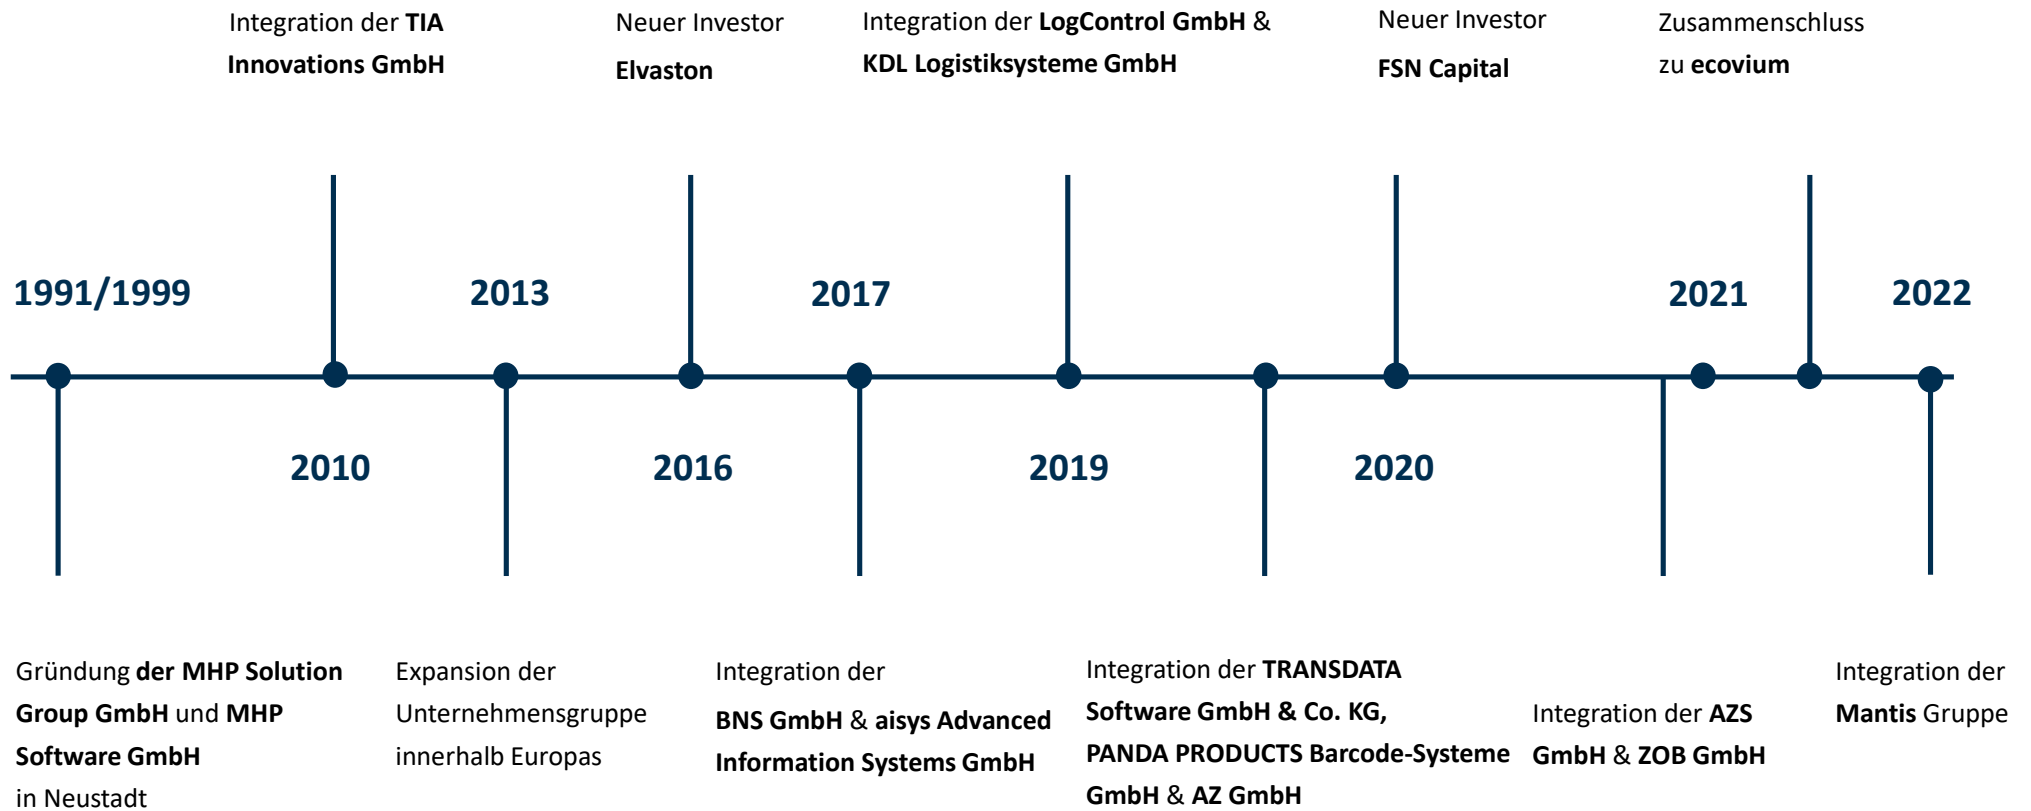 Integration der TIA
Innovations GmbH
Neuer Investor
Elvaston
Integration der LogControl GmbH &
KDL Logistiksysteme GmbH
Neuer Investor
FSN Capital
Zusammenschluss
zu ecovium
1991/1999
2013
2017
2021
2022
2010
2016
2019
2020
Gründung der MHP Solution
Group GmbH und MHP
Software GmbH
in Neustadt
Expansion der
Unternehmensgruppe
innerhalb Europas
Integration der
BNS GmbH & aisys Advanced
Information Systems GmbH
Integration der TRANSDATA
Software GmbH & Co. KG,
PANDA PRODUCTS Barcode-Systeme
GmbH & AZ GmbH
Integration der AZS
GmbH & ZOB GmbH
Integration der
Mantis Gruppe